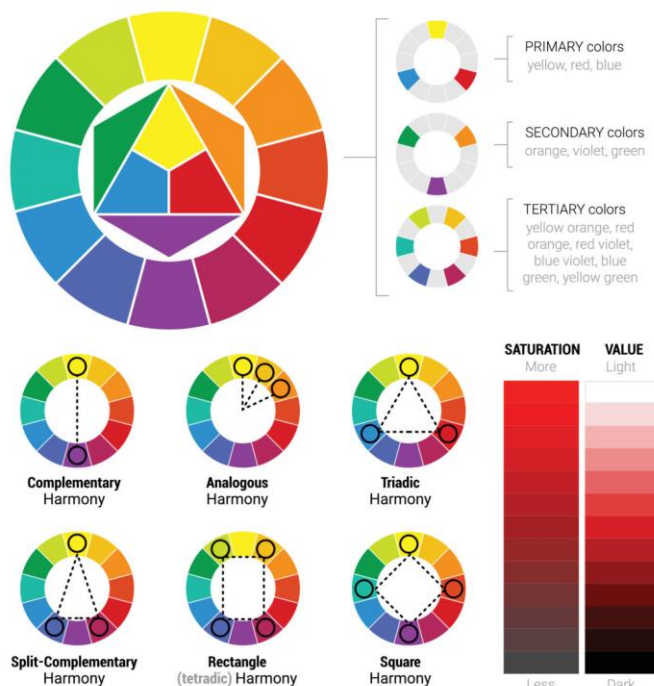 PRIMARY colors
yellow, red, blue
SECONDARY colors
orange, violet, green
TERTIARY colors
yellow orange, red
orange, red violet,
blue violet, blue
green, yellow green
SATURATION
More
VALUE
Light
Complementary
Harmony
Analogous
Harmony
Triadic
Harmony
Split-Complementary
Harmony
Rectangle
(tetradic) Harmony
Square
Harmony
Less
Dark